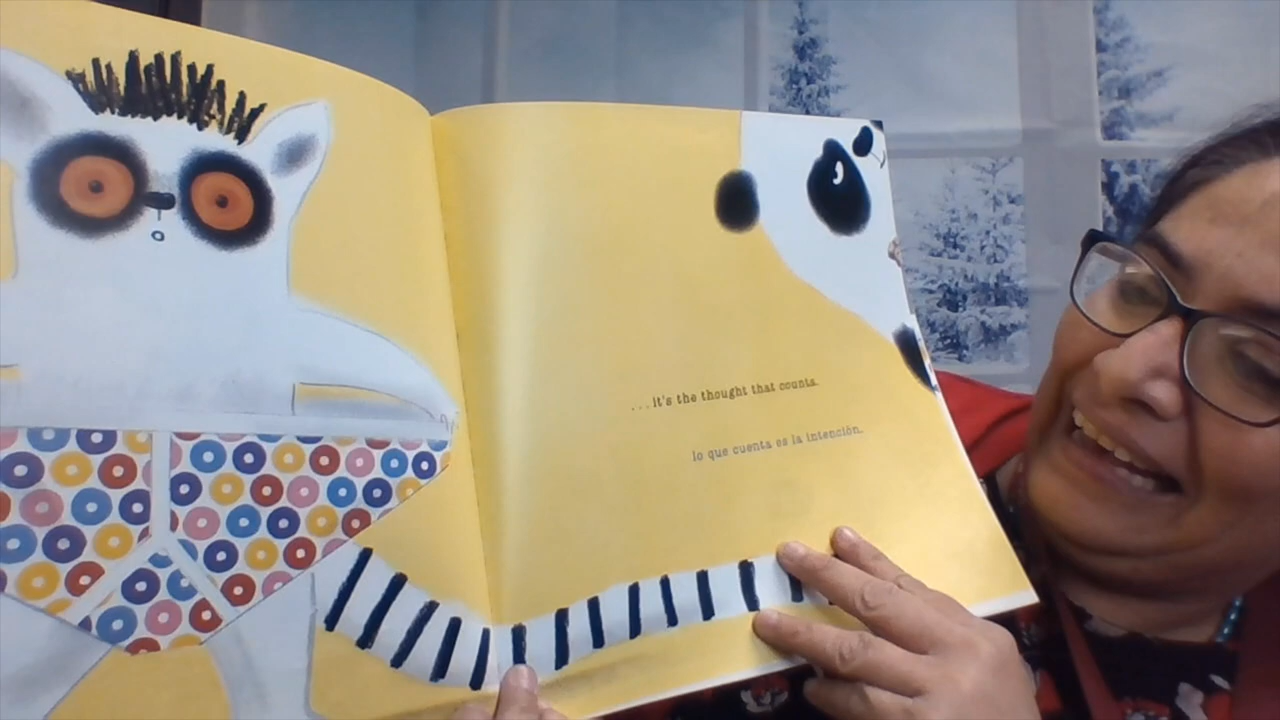 ...it's the thought that counts.
lo que cuenta es la intención.